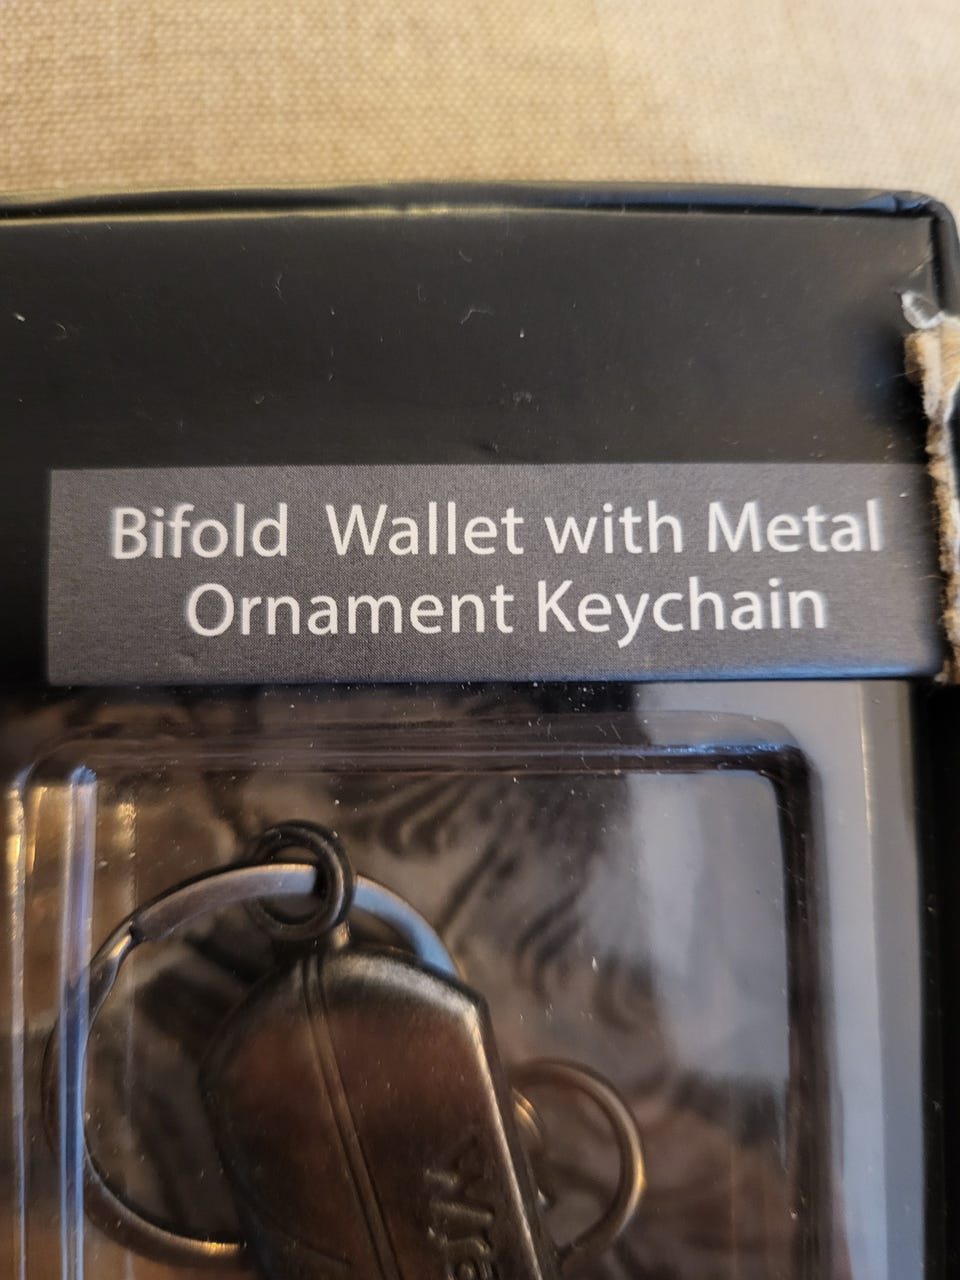 Bifold Wallet with Metal
Ornament Keychain